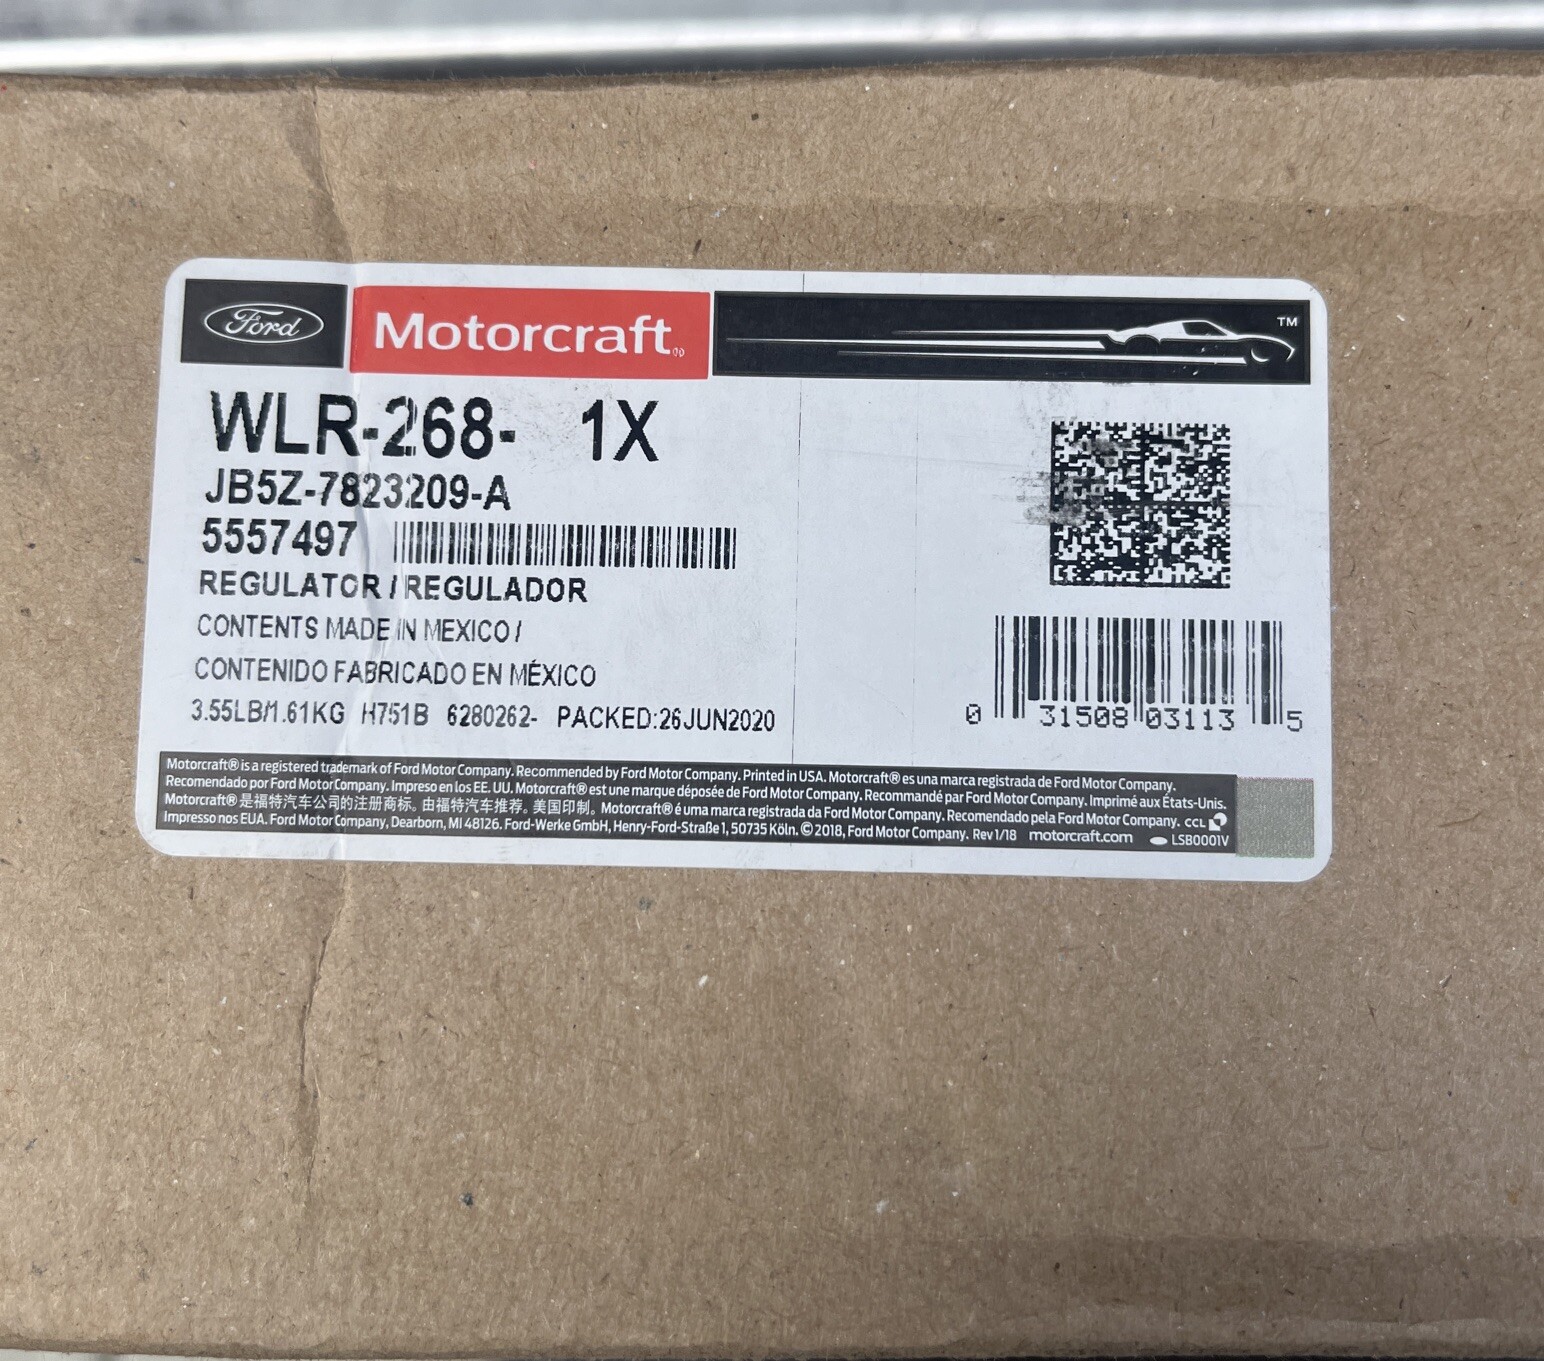 Ford
Motorcraft®
TM
WLR-268- 1X
JB5Z-7823209-A
5557497
REGULATOR / REGULADOR
CONTENTS MADE IN MEXICO /
CONTENIDO FABRICADO EN MÉXICO
3.55LB/1.61KG H751B 6280262- PACKED:26JUN2020
0 31508 03113 5
Motorcraft® is a registered trademark of Ford Motor Company. Recommended by Ford Motor Company. Printed in USA. Motorcraft® es una marca registrada de Ford Motor Company.
Recomendado por Ford Motor Company. Impreso en los EE. UU. Motorcraft® est une marque déposée de Ford Motor Company. Recommandé par Ford Motor Company. Imprimé aux États-Unis.
Motorcraft® 是福特汽车公司的注册商标。由福特汽车推荐。美国印制。Motorcraft® é uma marca registrada da Ford Motor Company. Recomendado pela Ford Motor Company. CCL
Impresso nos EUA. Ford Motor Company, Dearborn, MI 48126. Ford-Werke GmbH, Henry-Ford-Straße 1, 50735 Köln. © 2018, Ford Motor Company. Rev 1/18 motorcraft.com LSB0001V